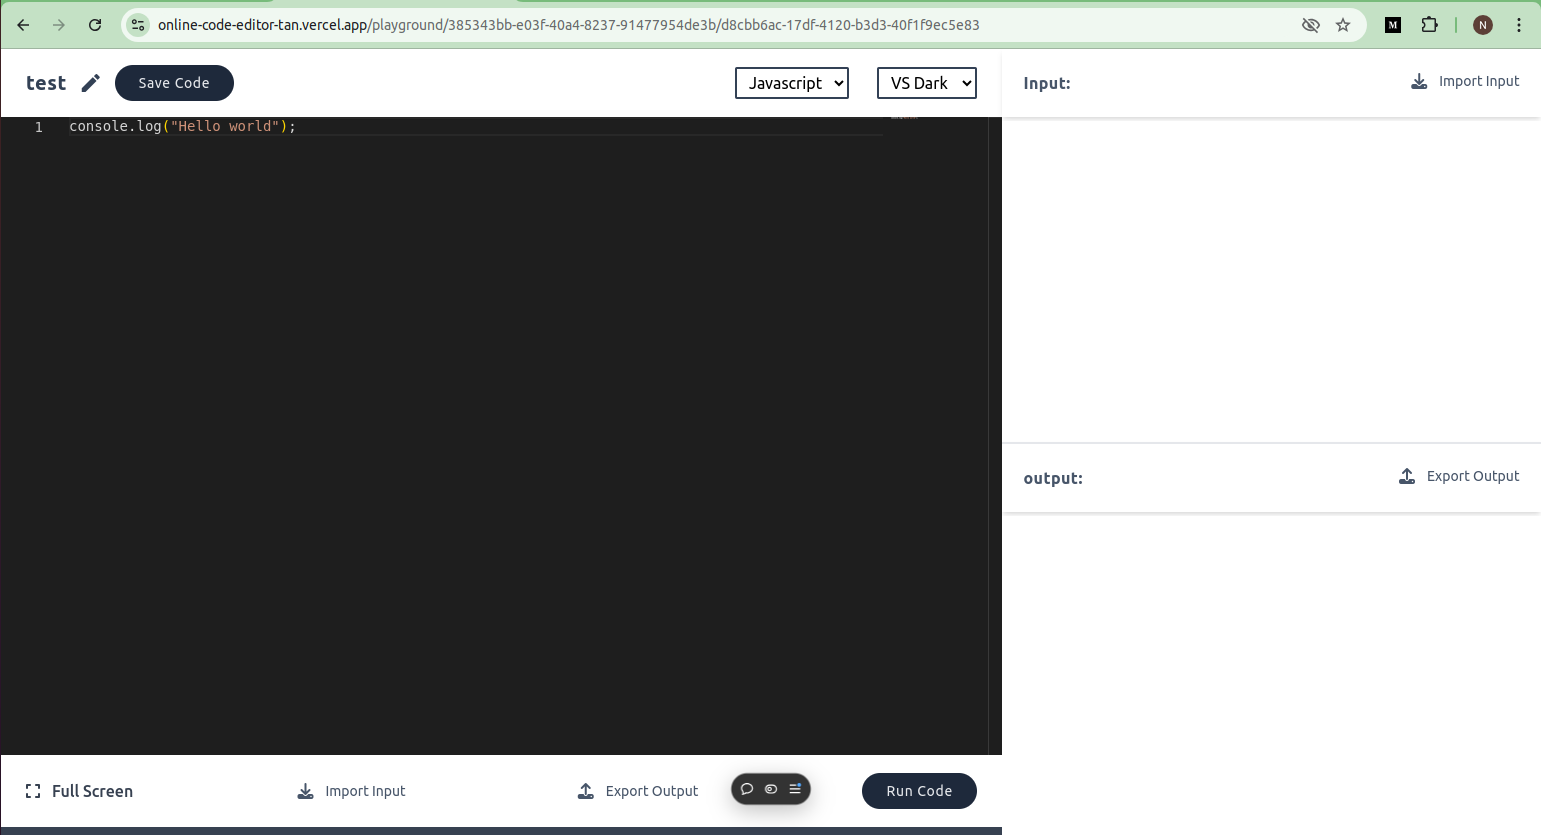 online-code-editor-tan.vercel.app/playground/385343bb-e03f-40a4-8237-91477954de3b/d8cbb6ac-17df-4120-b3d3-40f1f9ec5e83
M
N
test
Save Code
Javascript
VS Dark
Input:
Import Input
1
console.log("Hello world");
output:
Export Output
Full Screen
Import Input
Export Output
Run Code